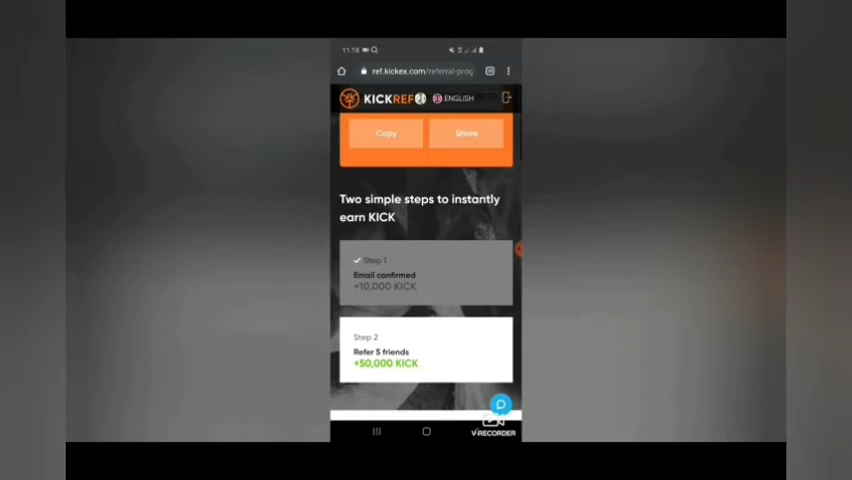 11.18
ref.kickex.com/referral-prog
KICKREF
ENGLISH
Copy
Share
Two simple steps to instantly
earn KICK
Step 1
Email confirmed
+10,000 KICK
Step 2
Refer 5 friends
+50,000 KICK
V-RECORDER